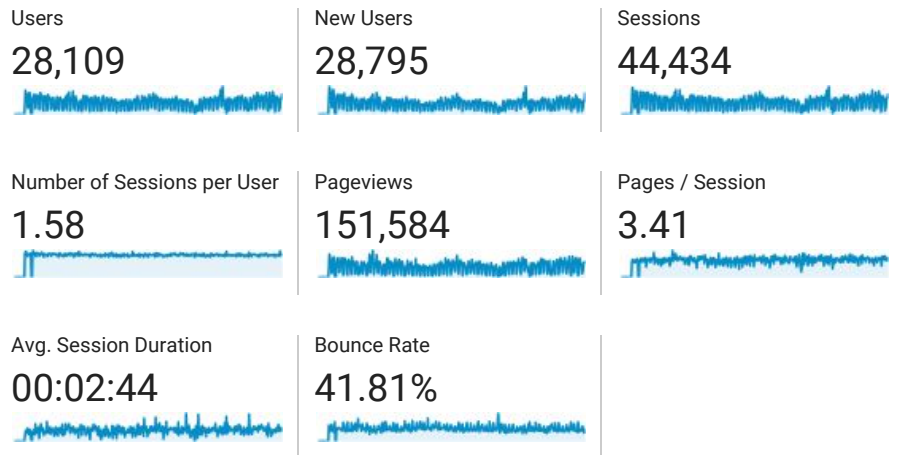 Users
28,109
New Users
28,795
Sessions
44,434
Number of Sessions per User
1.58
Pageviews
151,584
Pages / Session
3.41
Avg. Session Duration
00:02:44
Bounce Rate
41.81%